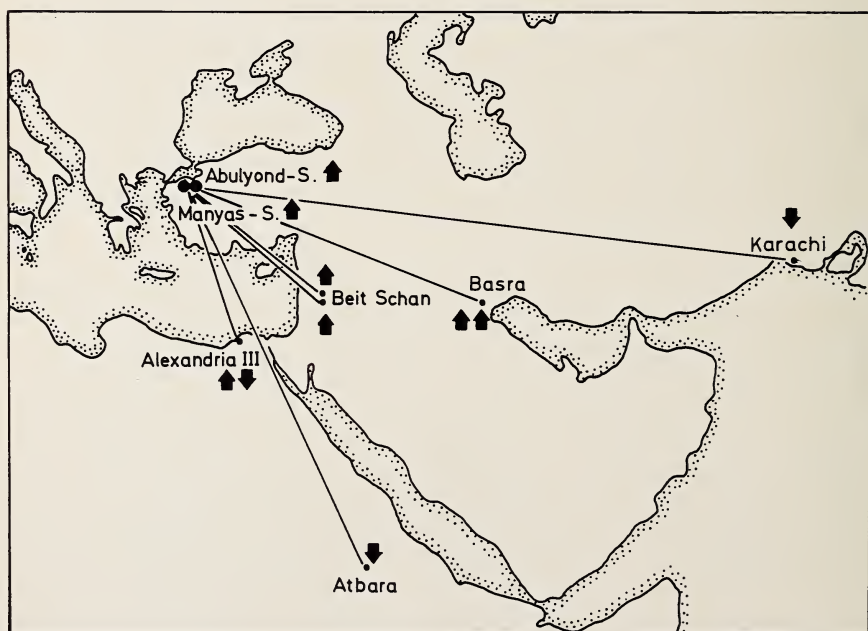 Abulyond-S.
Manyas-S.
Karachi
Beit Schan
Basra
Alexandria III
Atbara